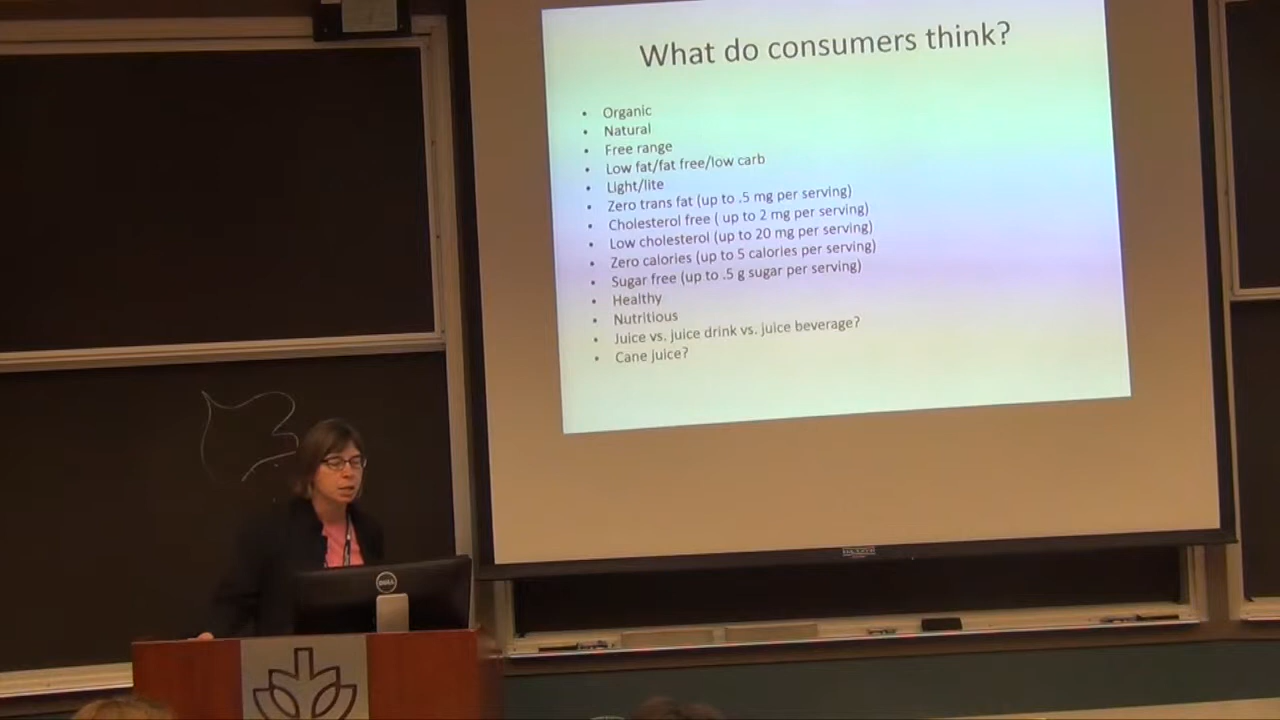 What do consumers think?
• Organic
• Natural
• Free range
• Low fat/fat free/low carb
• Light/lite
• Zero trans fat (up to .5 mg per serving)
• Cholesterol free ( up to 2 mg per serving)
• Low cholesterol (up to 20 mg per serving)
• Zero calories (up to 5 calories per serving)
• Sugar free (up to .5 g sugar per serving)
• Healthy
• Nutritious
• Juice vs. juice drink vs. juice beverage?
• Cane juice?
DELL